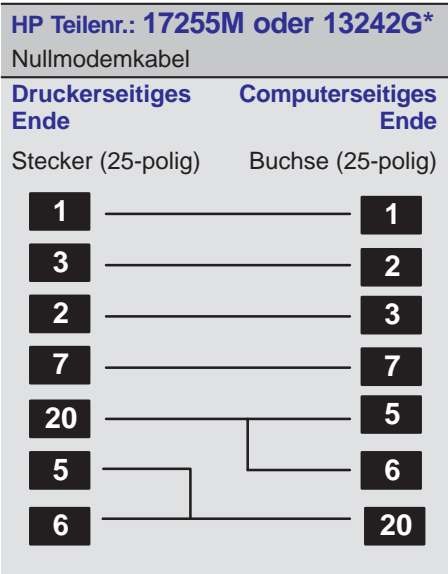 HP Teilenr.: 17255M oder 13242G*
Nullmodemkabel
Druckerseitiges Ende
Computerseitiges Ende
Stecker (25-polig) Buchse (25-polig)
1 1
3 2
2 3
7 7
20 5
5 6
6 20